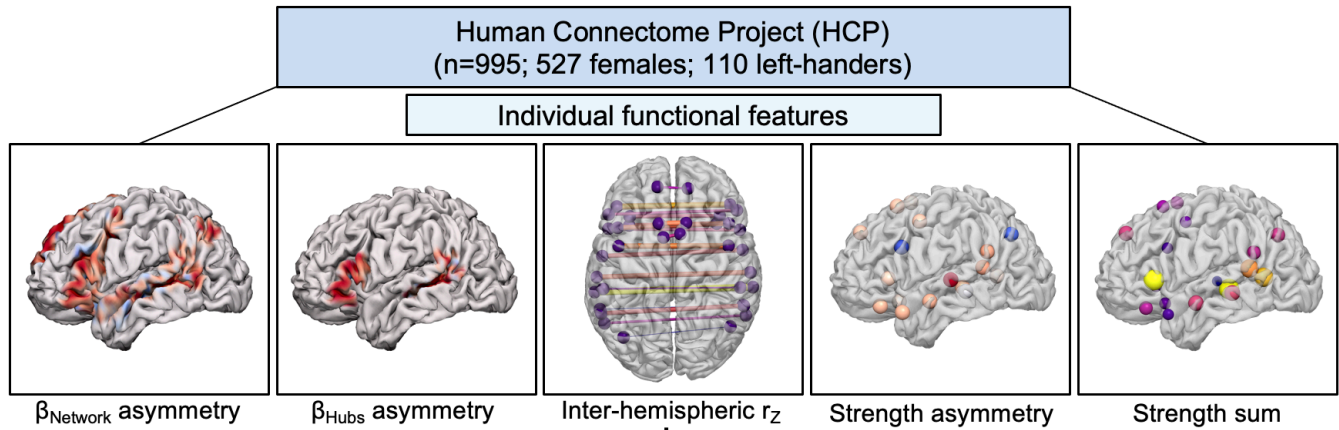 Human Connectome Project (HCP)
(n=995; 527 females; 110 left-handers)
Individual functional features
βNetwork asymmetry
βHubs asymmetry
Inter-hemispheric rZ
Strength asymmetry
Strength sum